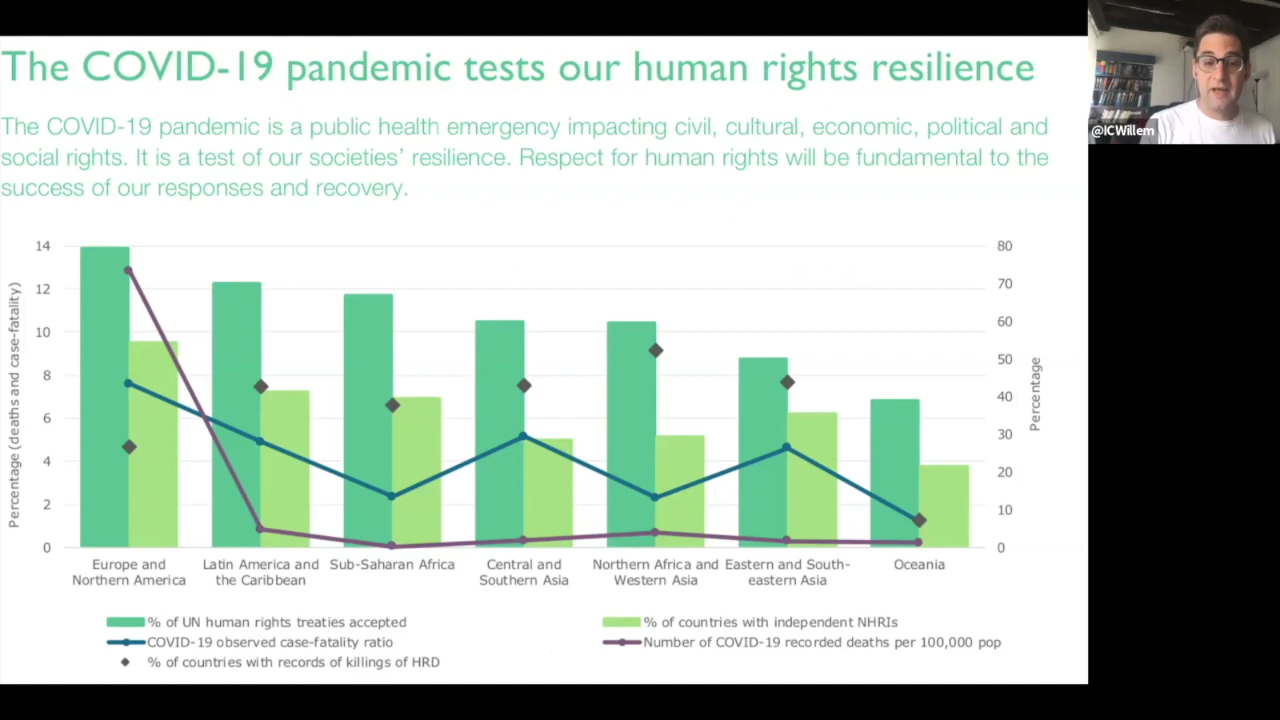 The COVID-19 pandemic tests our human rights resilience
The COVID-19 pandemic is a public health emergency impacting civil, cultural, economic, political and
social rights. It is a test of our societies’ resilience. Respect for human rights will be fundamental to the
success of our responses and recovery.
@ICWillem
Percentage (deaths and case-fatality)
14
12
10
8
6
4
2
0
80
70
60
50
40
30
20
10
0
Percentage
Europe and
Northern America
Latin America and
the Caribbean
Sub-Saharan Africa
Central and
Southern Asia
Northern Africa and
Western Asia
Eastern and South-
eastern Asia
Oceania
% of UN human rights treaties accepted
% of countries with independent NHRIs
COVID-19 observed case-fatality ratio
Number of COVID-19 recorded deaths per 100,000 pop
% of countries with records of killings of HRD